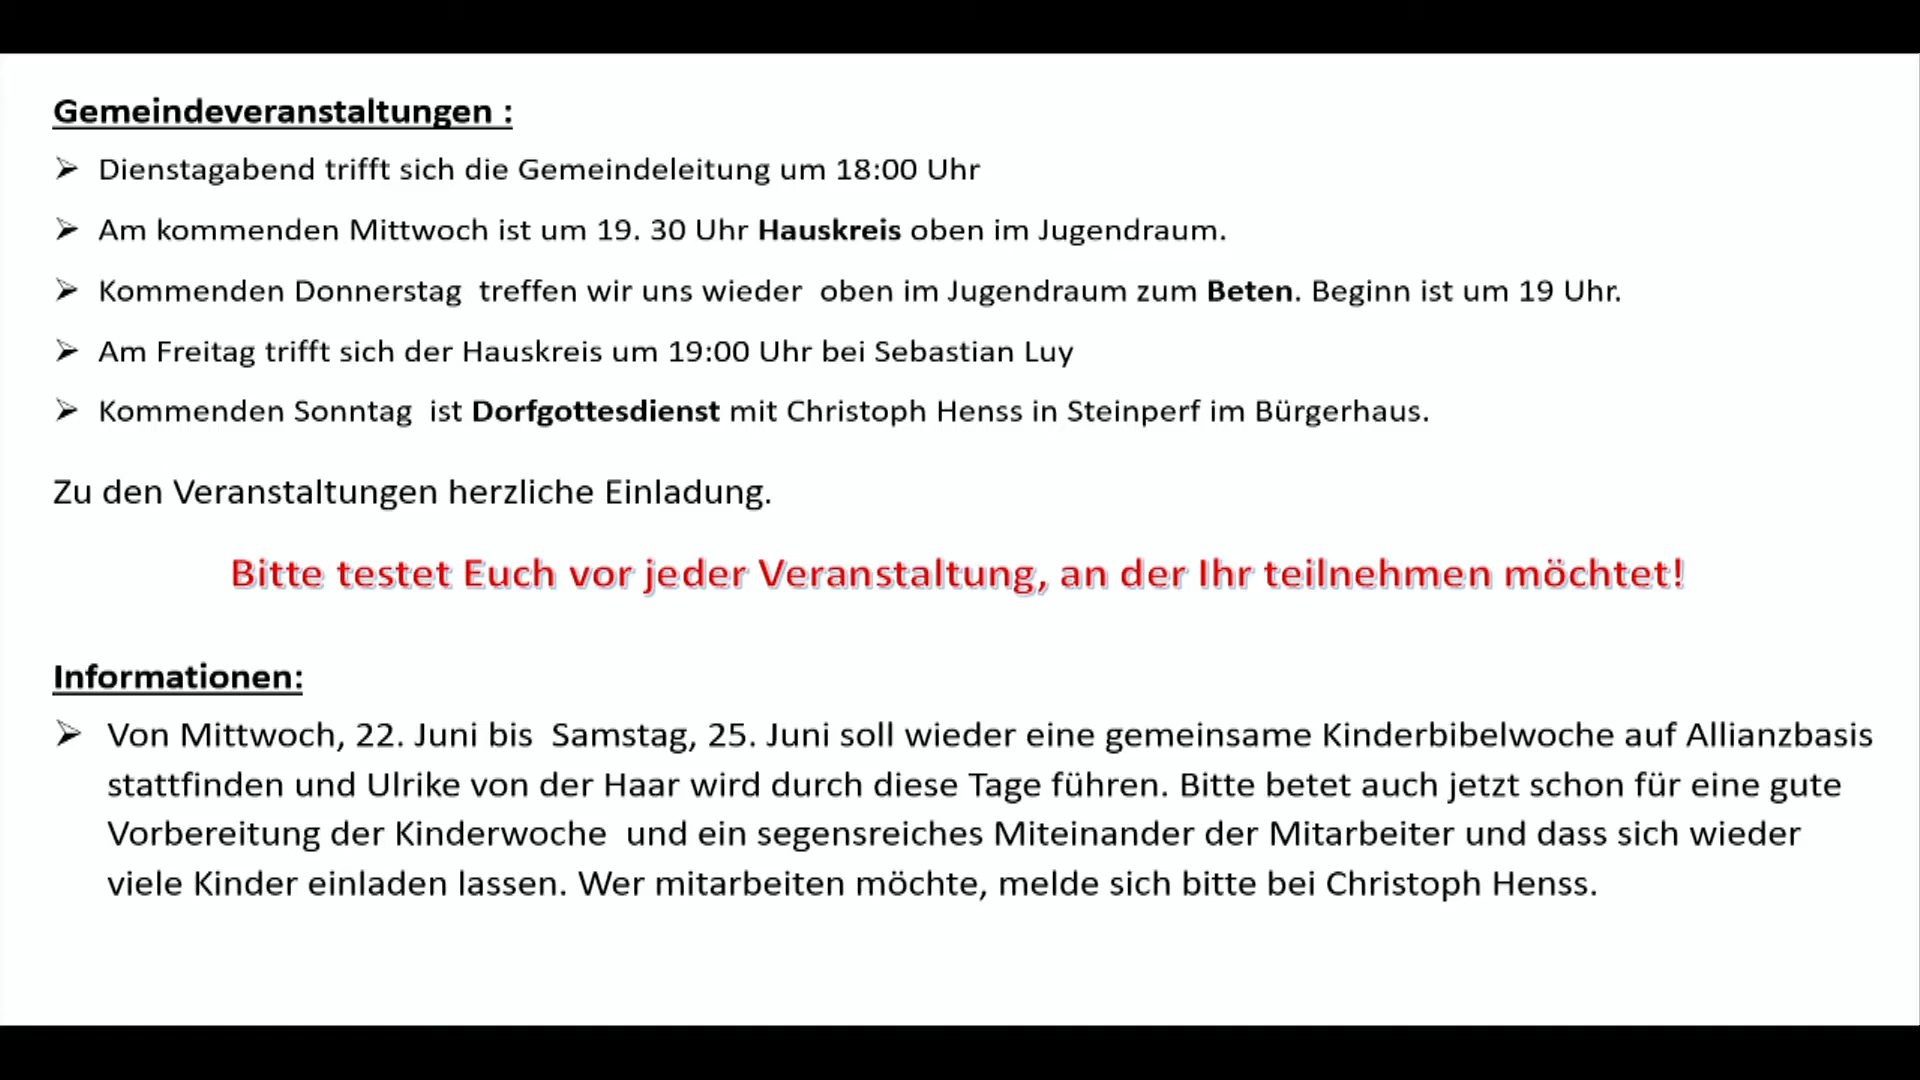 Gemeindeveranstaltungen :
➢ Dienstagabend trifft sich die Gemeindeleitung um 18:00 Uhr
➢ Am kommenden Mittwoch ist um 19. 30 Uhr Hauskreis oben im Jugendraum.
➢ Kommenden Donnerstag  treffen wir uns wieder  oben im Jugendraum zum Beten. Beginn ist um 19 Uhr.
➢ Am Freitag trifft sich der Hauskreis um 19:00 Uhr bei Sebastian Luy
➢ Kommenden Sonntag  ist Dorfgottesdienst mit Christoph Henss in Steinperf im Bürgerhaus.
Zu den Veranstaltungen herzliche Einladung.
Bitte testet Euch vor jeder Veranstaltung, an der Ihr teilnehmen möchtet!
Informationen:
➢ Von Mittwoch, 22. Juni bis  Samstag, 25. Juni soll wieder eine gemeinsame Kinderbibelwoche auf Allianzbasis
stattfinden und Ulrike von der Haar wird durch diese Tage führen. Bitte betet auch jetzt schon für eine gute
Vorbereitung der Kinderwoche  und ein segensreiches Miteinander der Mitarbeiter und dass sich wieder
viele Kinder einladen lassen. Wer mitarbeiten möchte, melde sich bitte bei Christoph Henss.